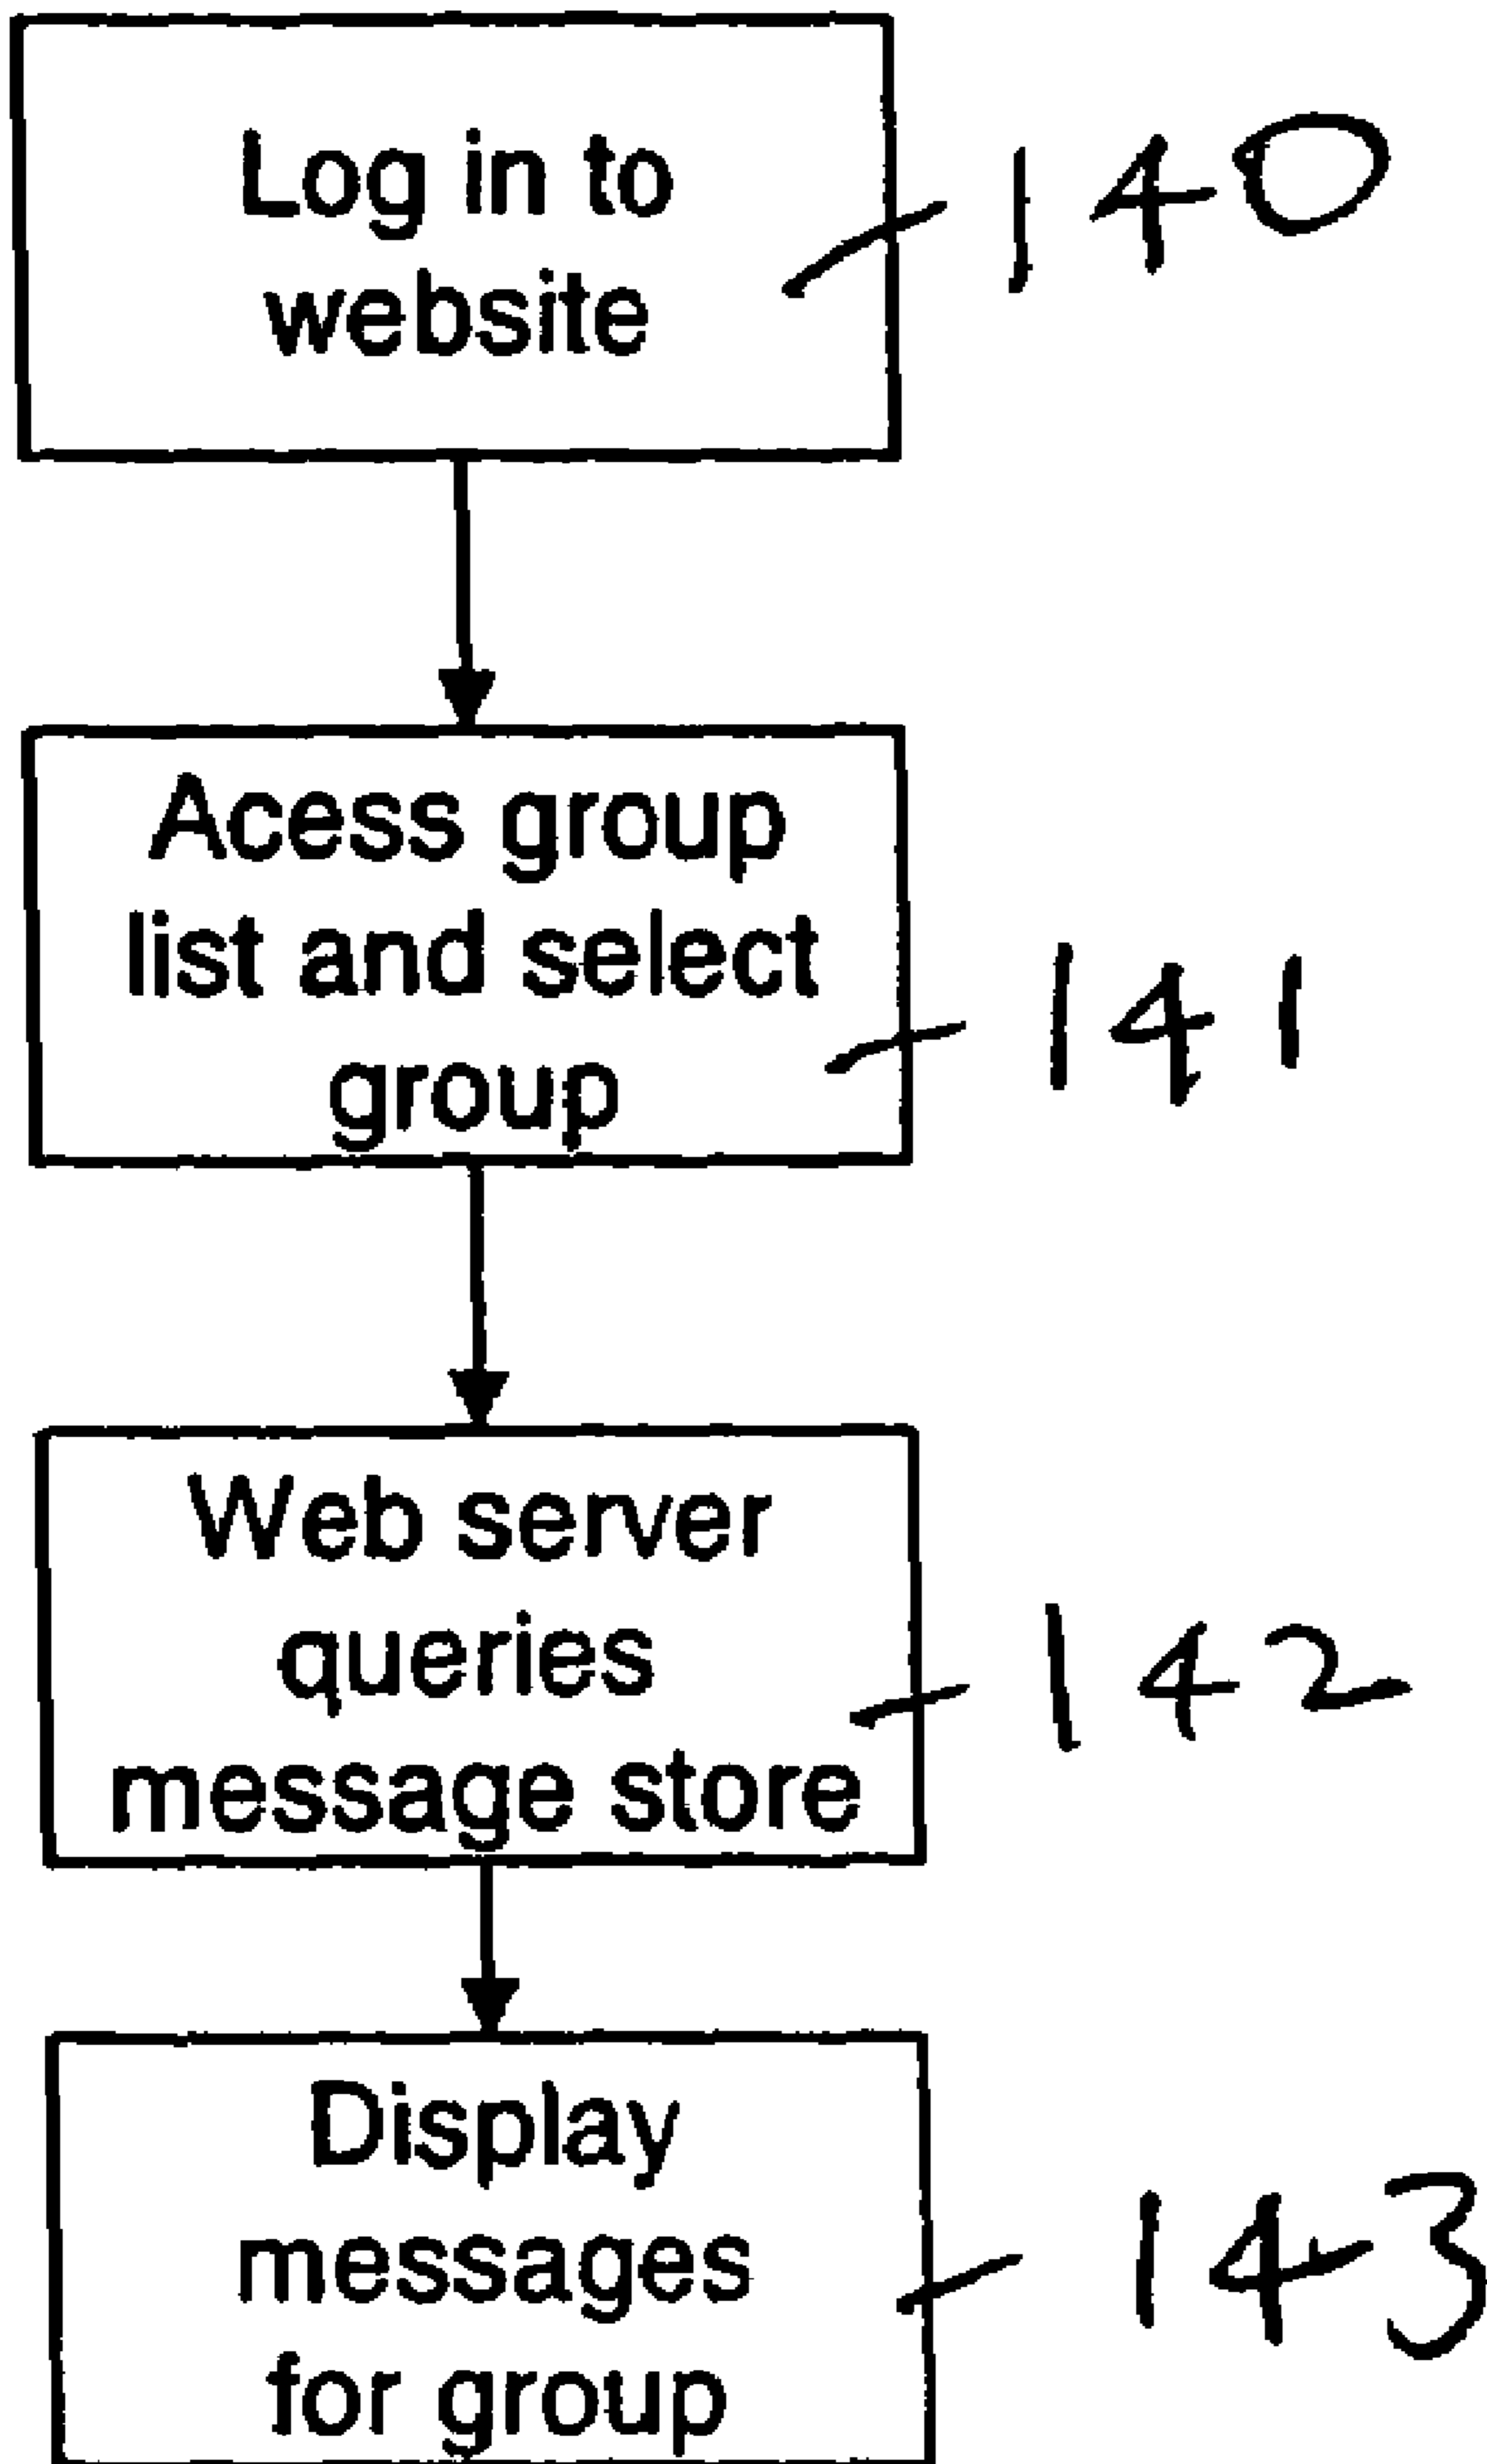 Log in to
website
140
Acess group
list and select
group
141
Web server
queries
message store
142
Display
messages
for group
143